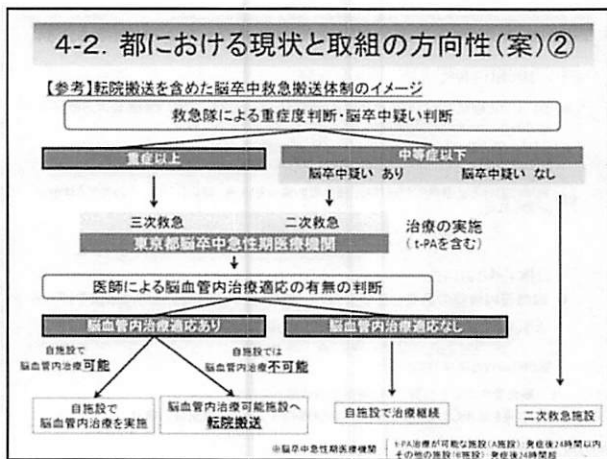 4-2. 都における現状と取組の方向性(案)②
【参考】転院搬送を含めた脳卒中救急搬送体制のイメージ
救急隊による重症度判断・脳卒中疑い判断
重症以上
中等症以下
脳卒中疑い あり
脳卒中疑い なし
三次救急
二次救急
東京都脳卒中急性期医療機関
治療の実施
(t-PAを含む)
医師による脳血管内治療適応の有無の判断
脳血管内治療適応あり
脳血管内治療適応なし
自施設で
脳血管内治療可能
自施設では
脳血管内治療不可能
自施設で
脳血管内治療を実施
脳血管内治療可能施設へ
転院搬送
自施設で治療継続
二次救急施設
※脳卒中急性期医療機関
t-PA治療が可能な施設(A施設):発症後24時間以内
その他の施設(B施設):発症後24時間超